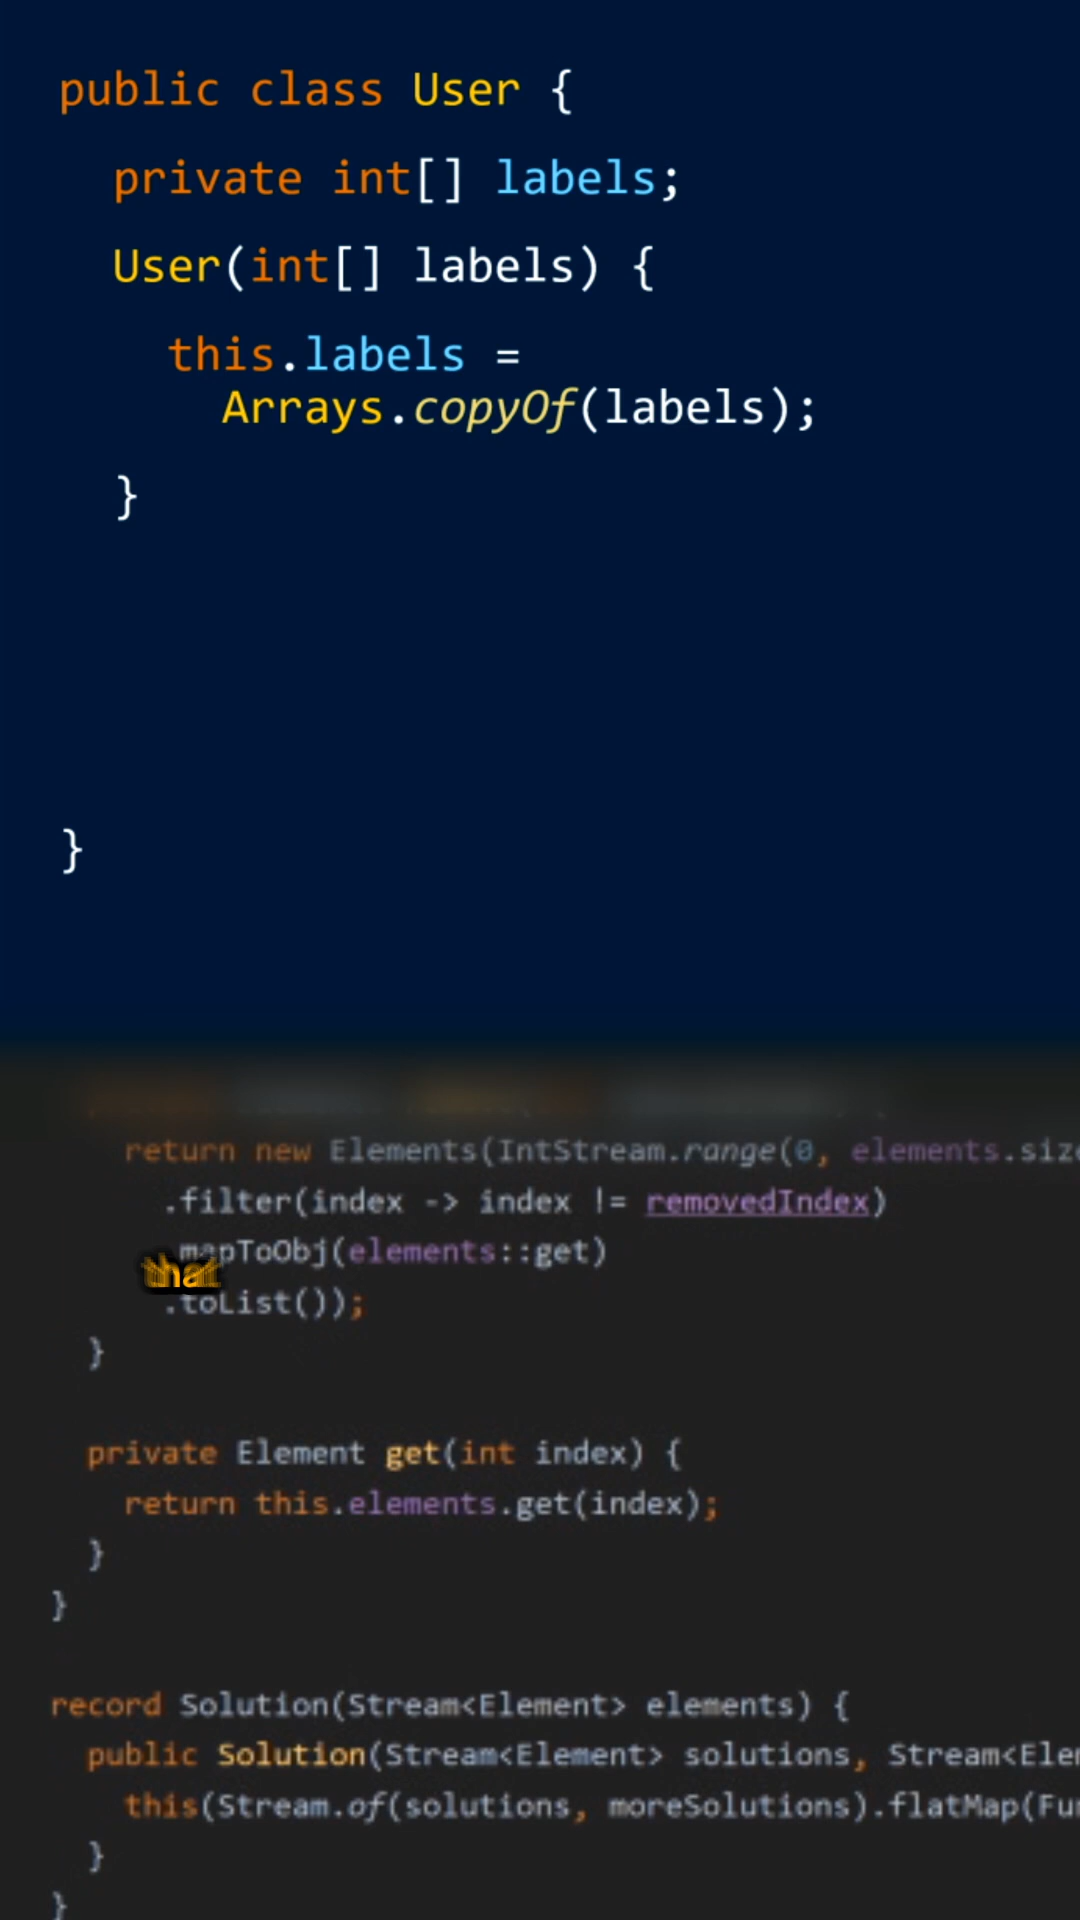 public class User {
private int[] labels;
User(int[] labels) {
this.labels =
Arrays.copyOf(labels);
}
}
return new Elements(IntStream.range(0, elements.size
.filter(index -> index != removedIndex)
.mapToObj(elements::get)
that
.toList());
}
private Element get(int index) {
return this.elements.get(index);
}
}
record Solution(Stream<Element> elements) {
public Solution(Stream<Element> solutions, Stream<Elem
this(Stream.of(solutions, moreSolutions).flatMap(Fu
}
}